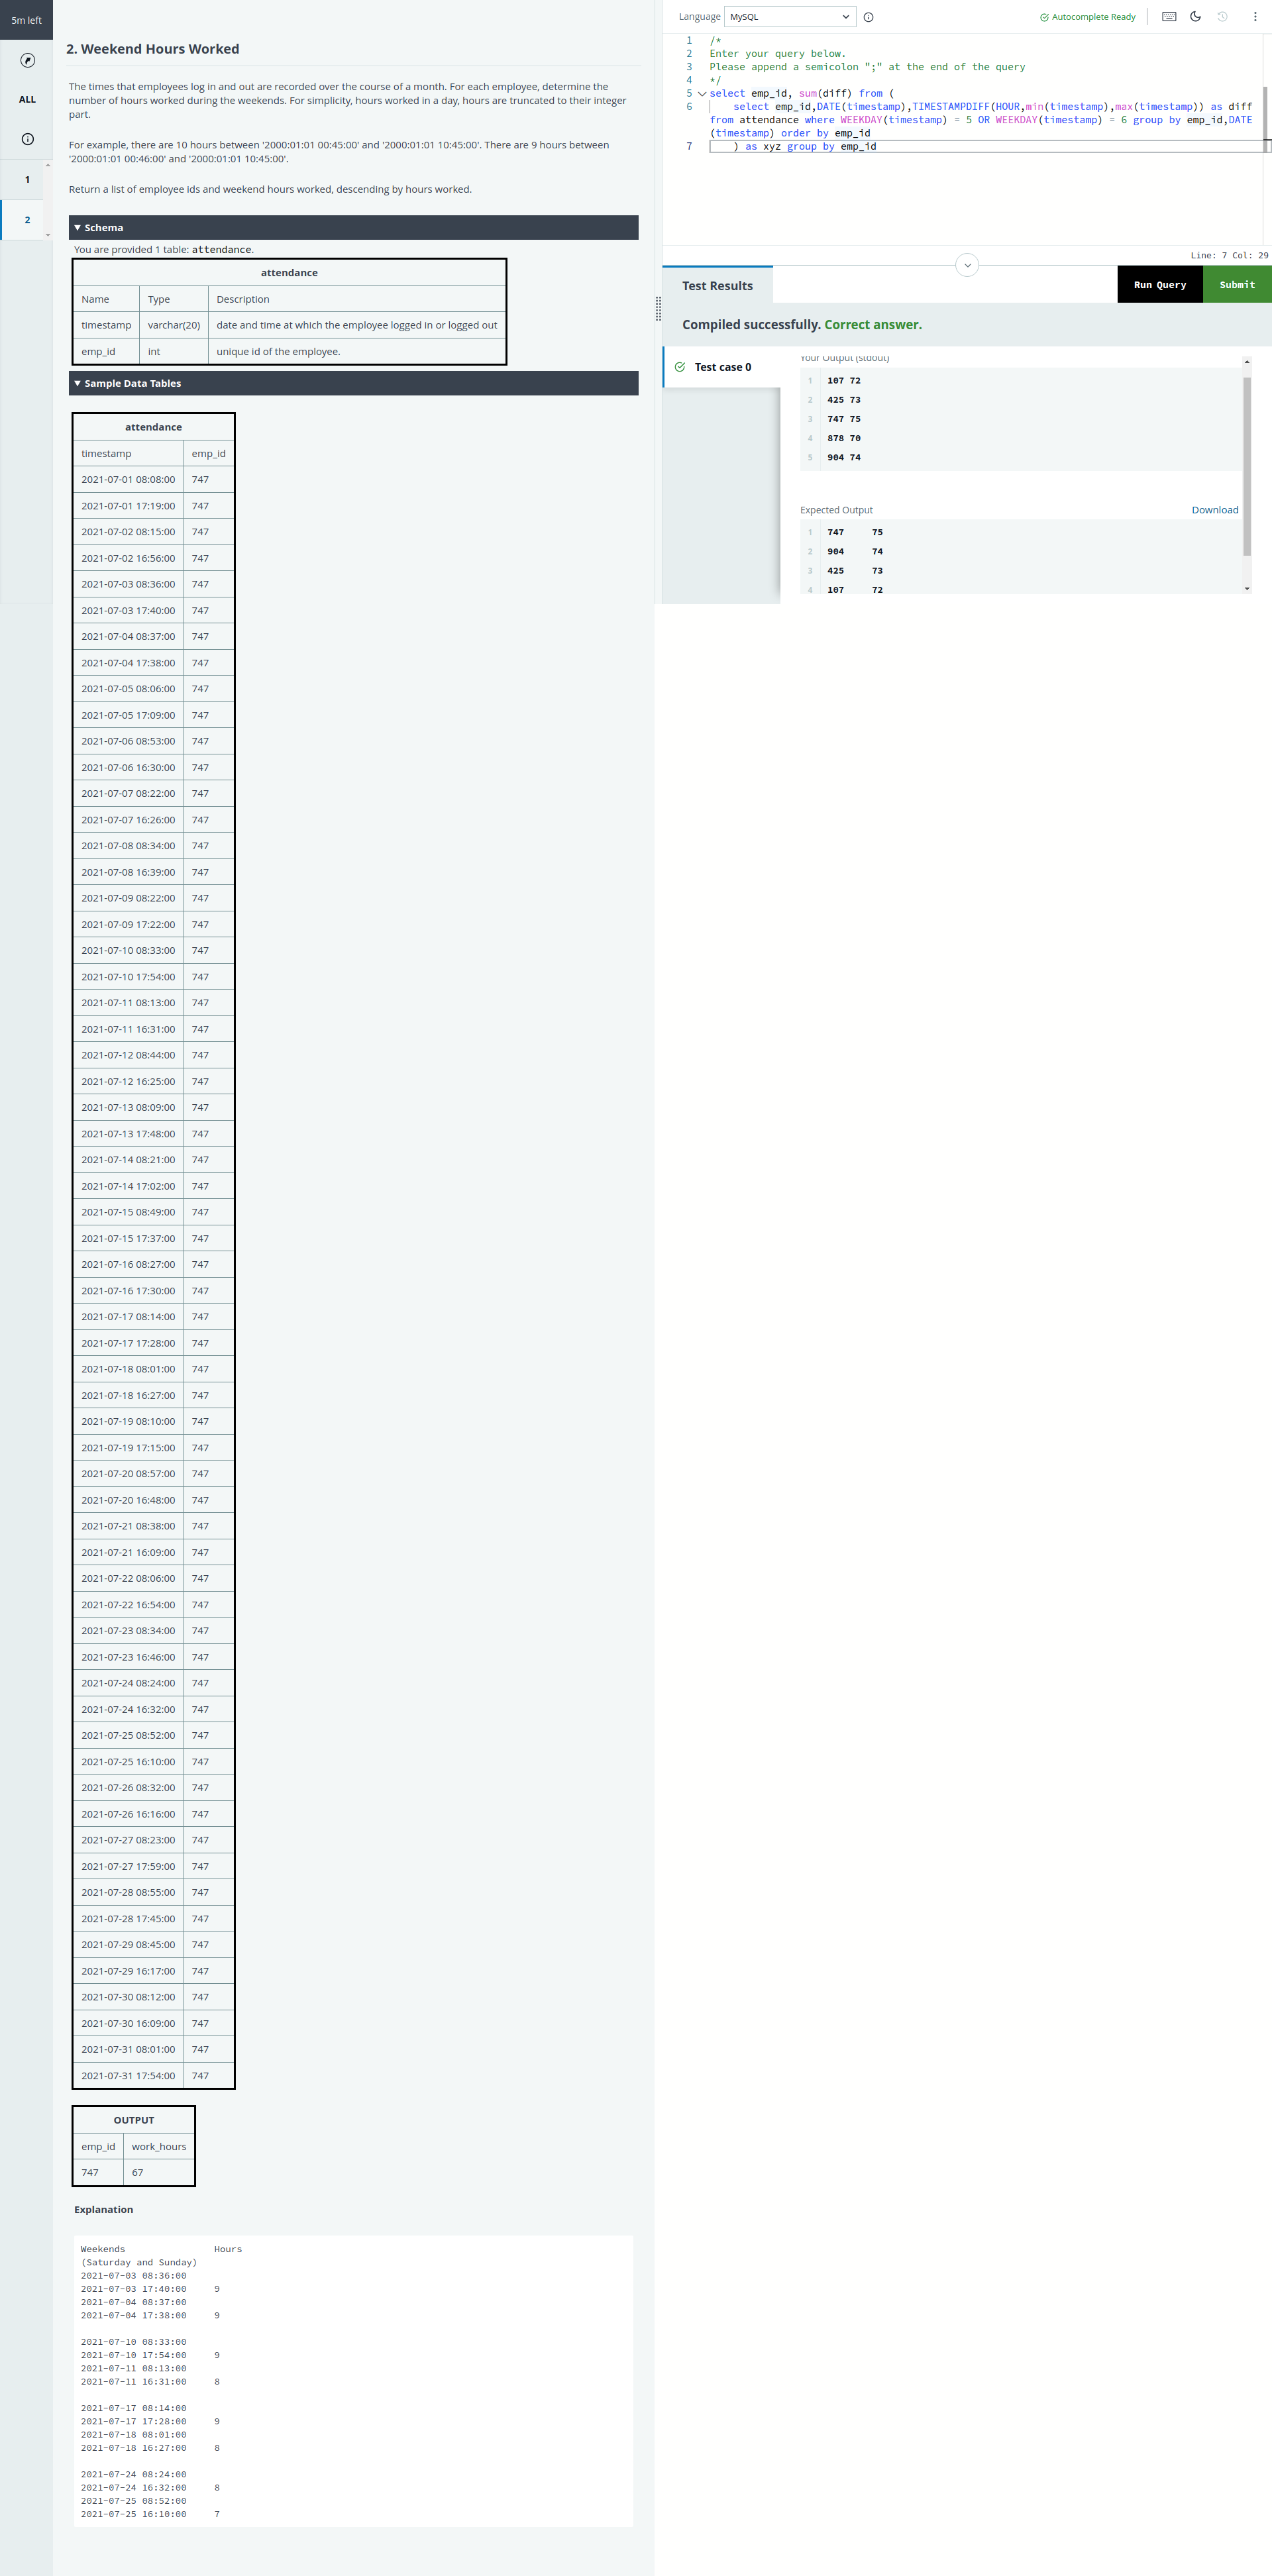 5m left
ALL
1
2
2. Weekend Hours Worked
The times that employees log in and out are recorded over the course of a month. For each employee, determine the
number of hours worked during the weekends. For simplicity, hours worked in a day, hours are truncated to their integer
part.
For example, there are 10 hours between '2000:01:01 00:45:00' and '2000:01:01 10:45:00'. There are 9 hours between
'2000:01:01 00:46:00' and '2000:01:01 10:45:00'.
Return a list of employee ids and weekend hours worked, descending by hours worked.
▼ Schema
You are provided 1 table: attendance.
attendance
Name Type Description
timestamp varchar(20) date and time at which the employee logged in or logged out
emp_id int unique id of the employee.
▼ Sample Data Tables
attendance
timestamp emp_id
2021-07-01 08:08:00 747
2021-07-01 17:19:00 747
2021-07-02 08:15:00 747
2021-07-02 16:56:00 747
2021-07-03 08:36:00 747
2021-07-03 17:40:00 747
2021-07-04 08:37:00 747
2021-07-04 17:38:00 747
2021-07-05 08:06:00 747
2021-07-05 17:09:00 747
2021-07-06 08:53:00 747
2021-07-06 16:30:00 747
2021-07-07 08:22:00 747
2021-07-07 16:26:00 747
2021-07-08 08:34:00 747
2021-07-08 16:39:00 747
2021-07-09 08:22:00 747
2021-07-09 17:22:00 747
2021-07-10 08:33:00 747
2021-07-10 17:54:00 747
2021-07-11 08:13:00 747
2021-07-11 16:31:00 747
2021-07-12 08:44:00 747
2021-07-12 16:25:00 747
2021-07-13 08:09:00 747
2021-07-13 17:48:00 747
2021-07-14 08:21:00 747
2021-07-14 17:02:00 747
2021-07-15 08:49:00 747
2021-07-15 17:37:00 747
2021-07-16 08:27:00 747
2021-07-16 17:30:00 747
2021-07-17 08:14:00 747
2021-07-17 17:28:00 747
2021-07-18 08:01:00 747
2021-07-18 16:27:00 747
2021-07-19 08:10:00 747
2021-07-19 17:15:00 747
2021-07-20 08:57:00 747
2021-07-20 16:48:00 747
2021-07-21 08:38:00 747
2021-07-21 16:09:00 747
2021-07-22 08:06:00 747
2021-07-22 16:54:00 747
2021-07-23 08:34:00 747
2021-07-23 16:46:00 747
2021-07-24 08:24:00 747
2021-07-24 16:32:00 747
2021-07-25 08:52:00 747
2021-07-25 16:10:00 747
2021-07-26 08:32:00 747
2021-07-26 16:16:00 747
2021-07-27 08:23:00 747
2021-07-27 17:59:00 747
2021-07-28 08:55:00 747
2021-07-28 17:45:00 747
2021-07-29 08:45:00 747
2021-07-29 16:17:00 747
2021-07-30 08:12:00 747
2021-07-30 16:09:00 747
2021-07-31 08:01:00 747
2021-07-31 17:54:00 747
OUTPUT
emp_id work_hours
747 67
Explanation
Weekends Hours
(Saturday and Sunday)
2021-07-03 08:36:00
2021-07-03 17:40:00 9
2021-07-04 08:37:00
2021-07-04 17:38:00 9
2021-07-10 08:33:00
2021-07-10 17:54:00 9
2021-07-11 08:13:00
2021-07-11 16:31:00 8
2021-07-17 08:14:00
2021-07-17 17:28:00 9
2021-07-18 08:01:00
2021-07-18 16:27:00 8
2021-07-24 08:24:00
2021-07-24 16:32:00 8
2021-07-25 08:52:00
2021-07-25 16:10:00 7
Language MySQL Autocomplete Ready
1 /*
2 Enter your query below.
3 Please append a semicolon ";" at the end of the query
4 */
5 select emp_id, sum(diff) from (
6 select emp_id,DATE(timestamp),TIMESTAMPDIFF(HOUR,min(timestamp),max(timestamp)) as diff
from attendance where WEEKDAY(timestamp) = 5 OR WEEKDAY(timestamp) = 6 group by emp_id,DATE
(timestamp) order by emp_id
7 ) as xyz group by emp_id
Line: 7 Col: 29
Test Results Run Query Submit
Compiled successfully. Correct answer.
Test case 0
Your Output (stdout)
1 107 72
2 425 73
3 747 75
4 878 70
5 904 74
Expected Output Download
1 747 75
2 904 74
3 425 73
4 107 72